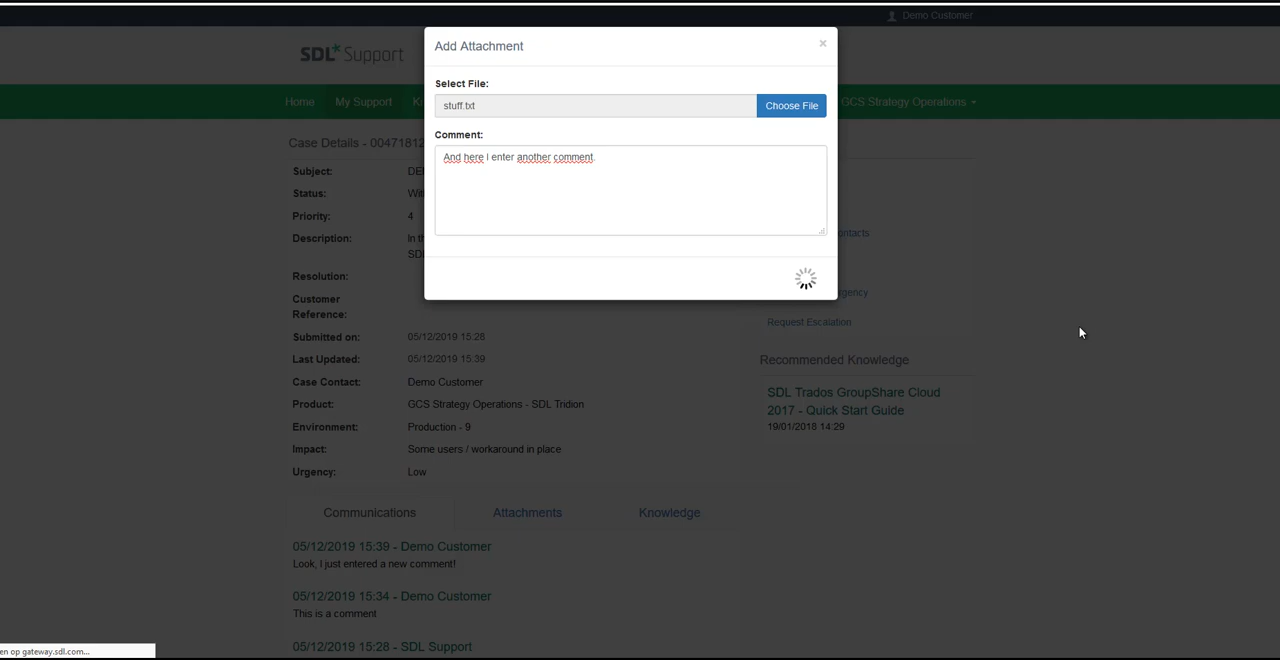 Demo Customer
SDL* Support
Home My Support GCS Strategy Operations
Add Attachment
×
Select File:
stuff.txt
Choose File
Comment:
And here i enter another comment.
Case Details - 00471812
Subject:
Status:
Priority: 4
Description: In
Resolution:
Customer
Reference:
Submitted on: 05/12/2019 15:28
Last Updated: 05/12/2019 15:39
Case Contact: Demo Customer
Product: GCS Strategy Operations - SDL Tridion
Environment: Production - 9
Impact: Some users / workaround in place
Urgency: Low
Request Escalation
Recommended Knowledge
SDL Trados GroupShare Cloud
2017 - Quick Start Guide
19/01/2018 14:29
Communications Attachments Knowledge
05/12/2019 15:39 - Demo Customer
Look, I just entered a new comment!
05/12/2019 15:34 - Demo Customer
This is a comment
05/12/2019 15:28 - SDL Support
en op gateway.sdl.com...